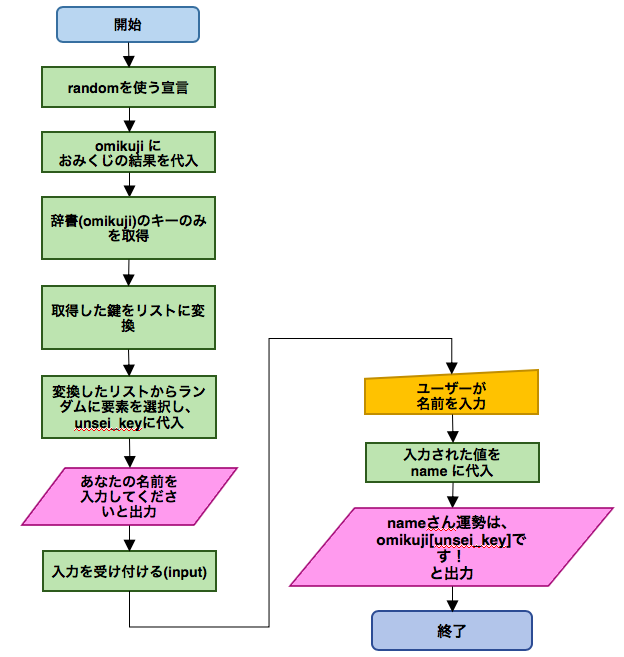 開始
randomを使う宣言
omikuji に
おみくじの結果を代入
辞書(omikuji)のキーのみ
を取得
取得した鍵をリストに変
換
変換したリストからラン
ダムに要素を選択し、
unsei_keyに代入
あなたの名前を
入力してくださ
いと出力
入力を受け付ける(input)
ユーザーが
名前を入力
入力された値を
name に代入
nameさん運勢は、
omikuji[unsei_key]で
す！
と出力
終了